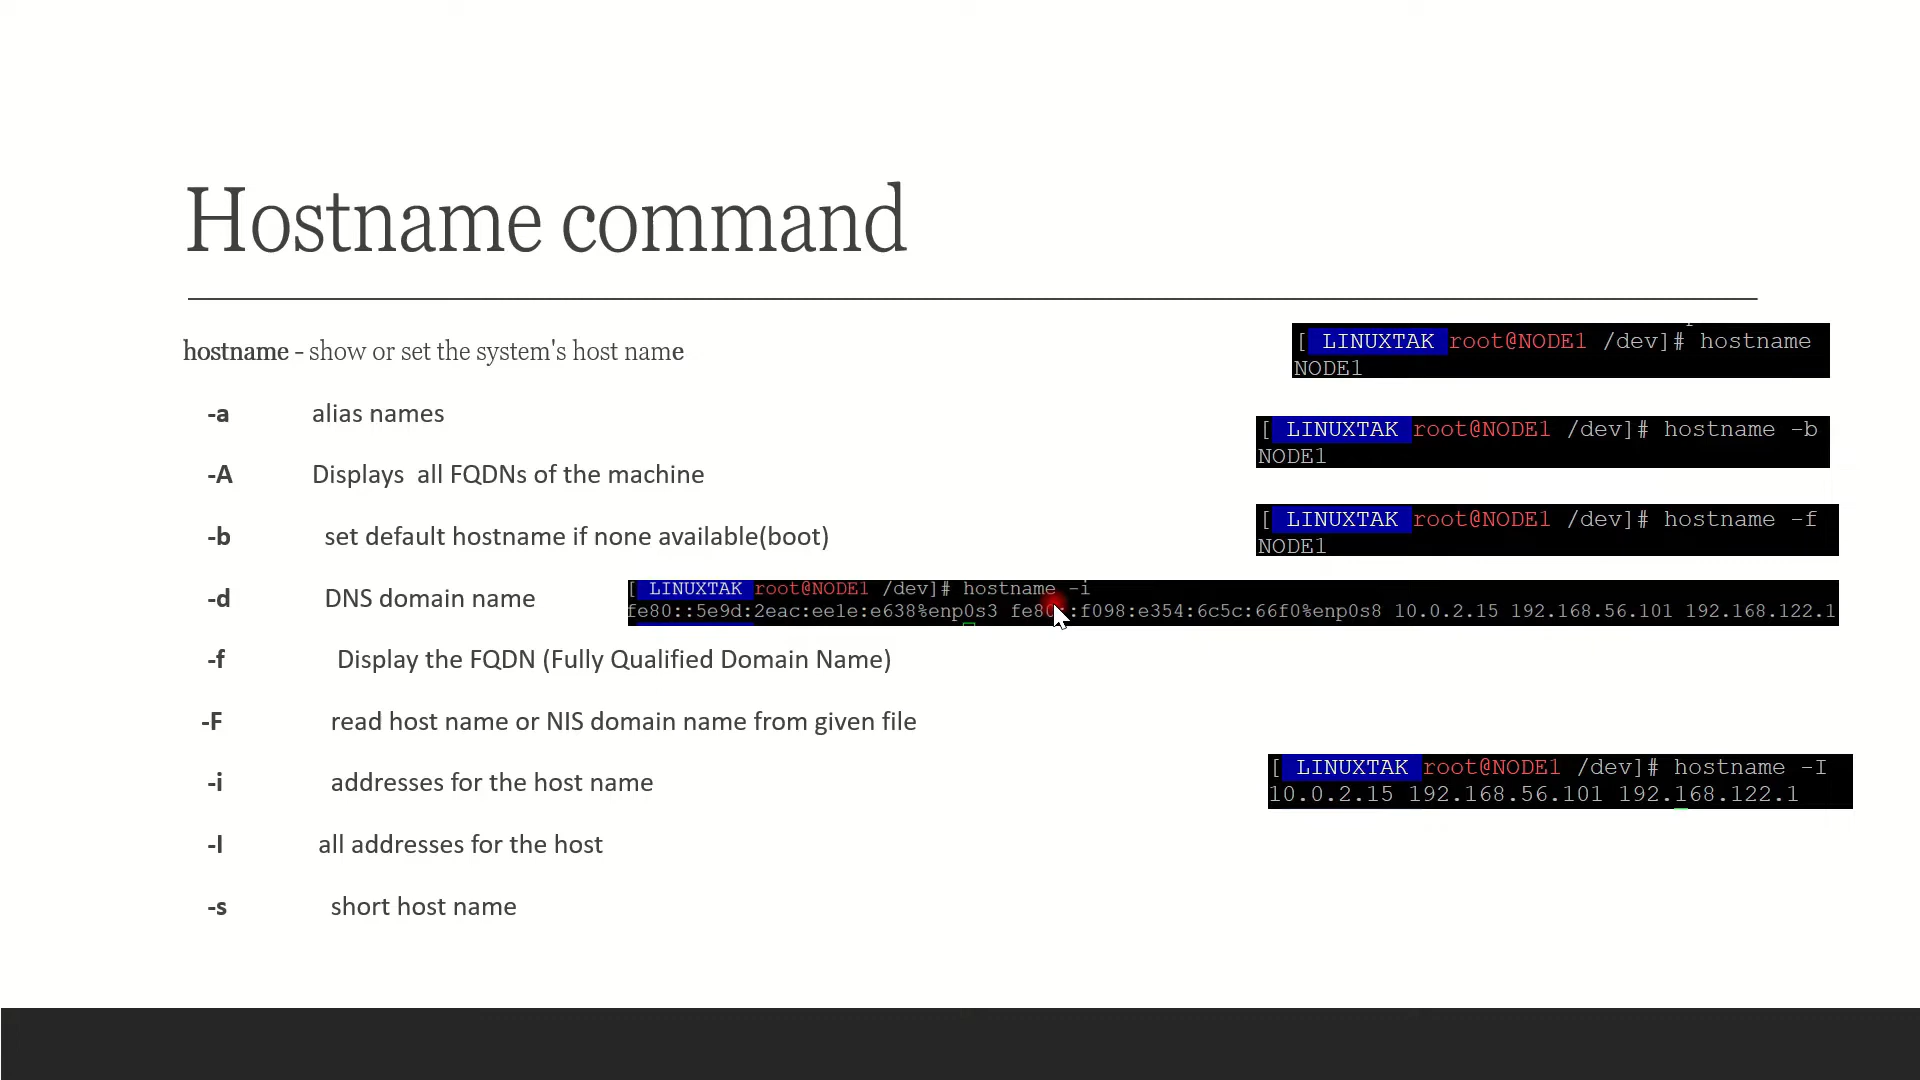 Hostname command
hostname - show or set the system's host name
-a alias names
-A Displays all FQDNs of the machine
-b set default hostname if none available(boot)
-d DNS domain name
-f Display the FQDN (Fully Qualified Domain Name)
-F read host name or NIS domain name from given file
-i addresses for the host name
-I all addresses for the host
-s short host name
[ LINUXTAK root@NODE1 /dev]# hostname
NODE1
[ LINUXTAK root@NODE1 /dev]# hostname -b
NODE1
[ LINUXTAK root@NODE1 /dev]# hostname -f
NODE1
[ LINUXTAK root@NODE1 /dev]# hostname -i
fe80::5e9d:2eac:ee1e:e638%enp0s3 fe80::f098:e354:6c5c:66f0%enp0s8 10.0.2.15 192.168.56.101 192.168.122.1
[ LINUXTAK root@NODE1 /dev]# hostname -I
10.0.2.15 192.168.56.101 192.168.122.1